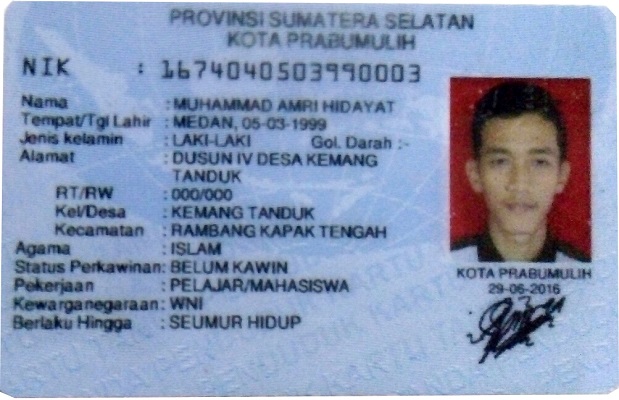 PROVINSI SUMATERA SELATAN
KOTA PRABUMULIH
NIK : 1674040503990003
Nama : MUHAMMAD AMRI HIDAYAT
Tempat/Tgl Lahir : MEDAN, 05-03-1999
Jenis kelamin : LAKI-LAKI Gol. Darah :-
Alamat : DUSUN IV DESA KEMANG
TANDUK
RT/RW : 000/000
Kel/Desa : KEMANG TANDUK
Kecamatan : RAMBANG KAPAK TENGAH
Agama : ISLAM
Status Perkawinan: BELUM KAWIN
Pekerjaan : PELAJAR/MAHASISWA
Kewarganegaraan: WNI
Berlaku Hingga : SEUMUR HIDUP
KOTA PRABUMULIH
29-06-2016